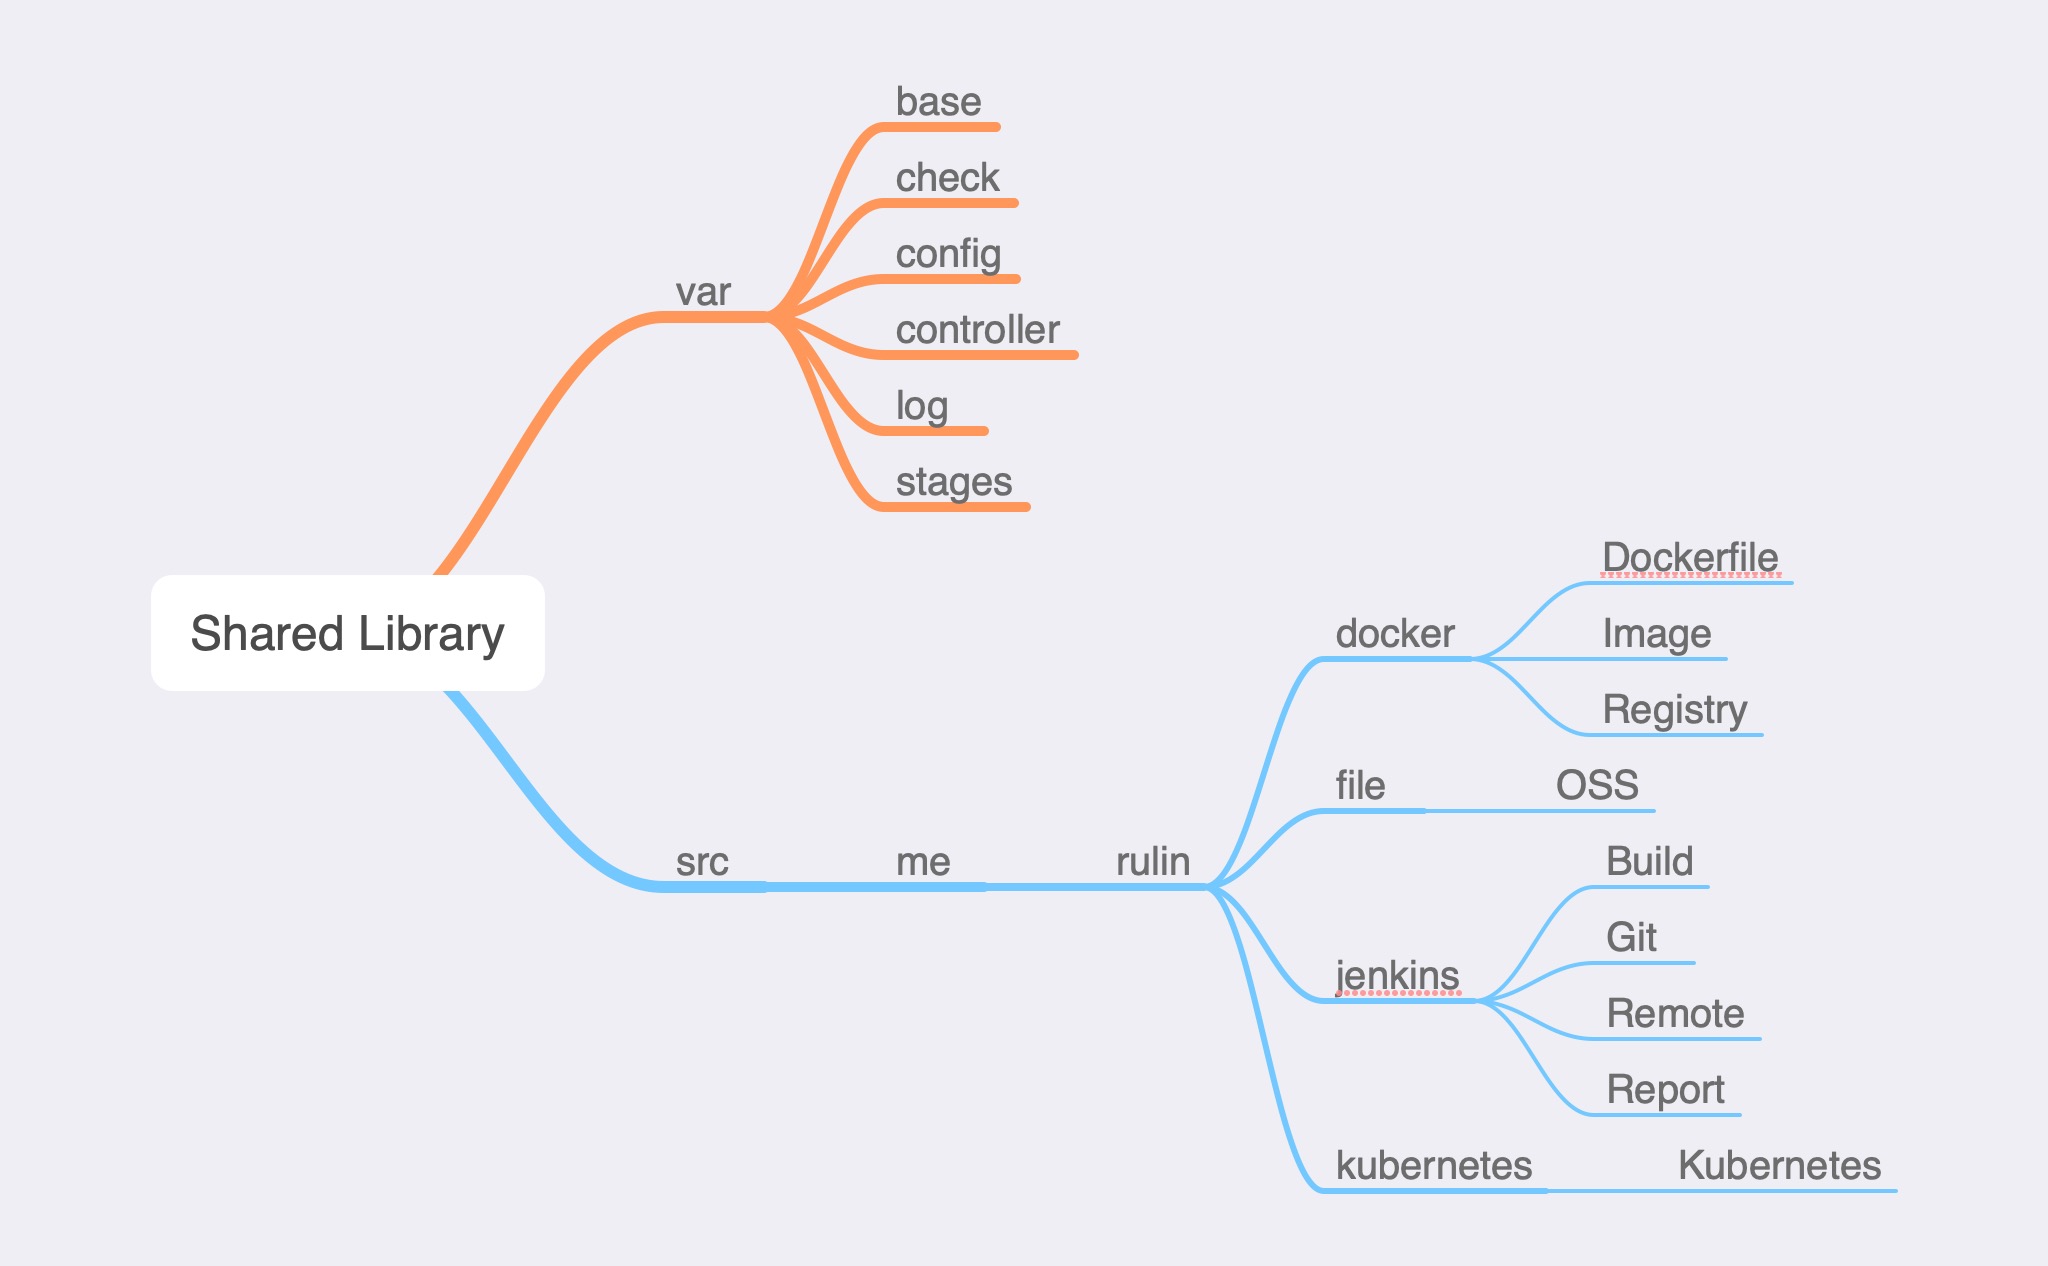 Shared Library
var
base
check
config
controller
log
stages
src
me
rulin
docker
Dockerfile
Image
Registry
file
OSS
jenkins
Build
Git
Remote
Report
kubernetes
Kubernetes